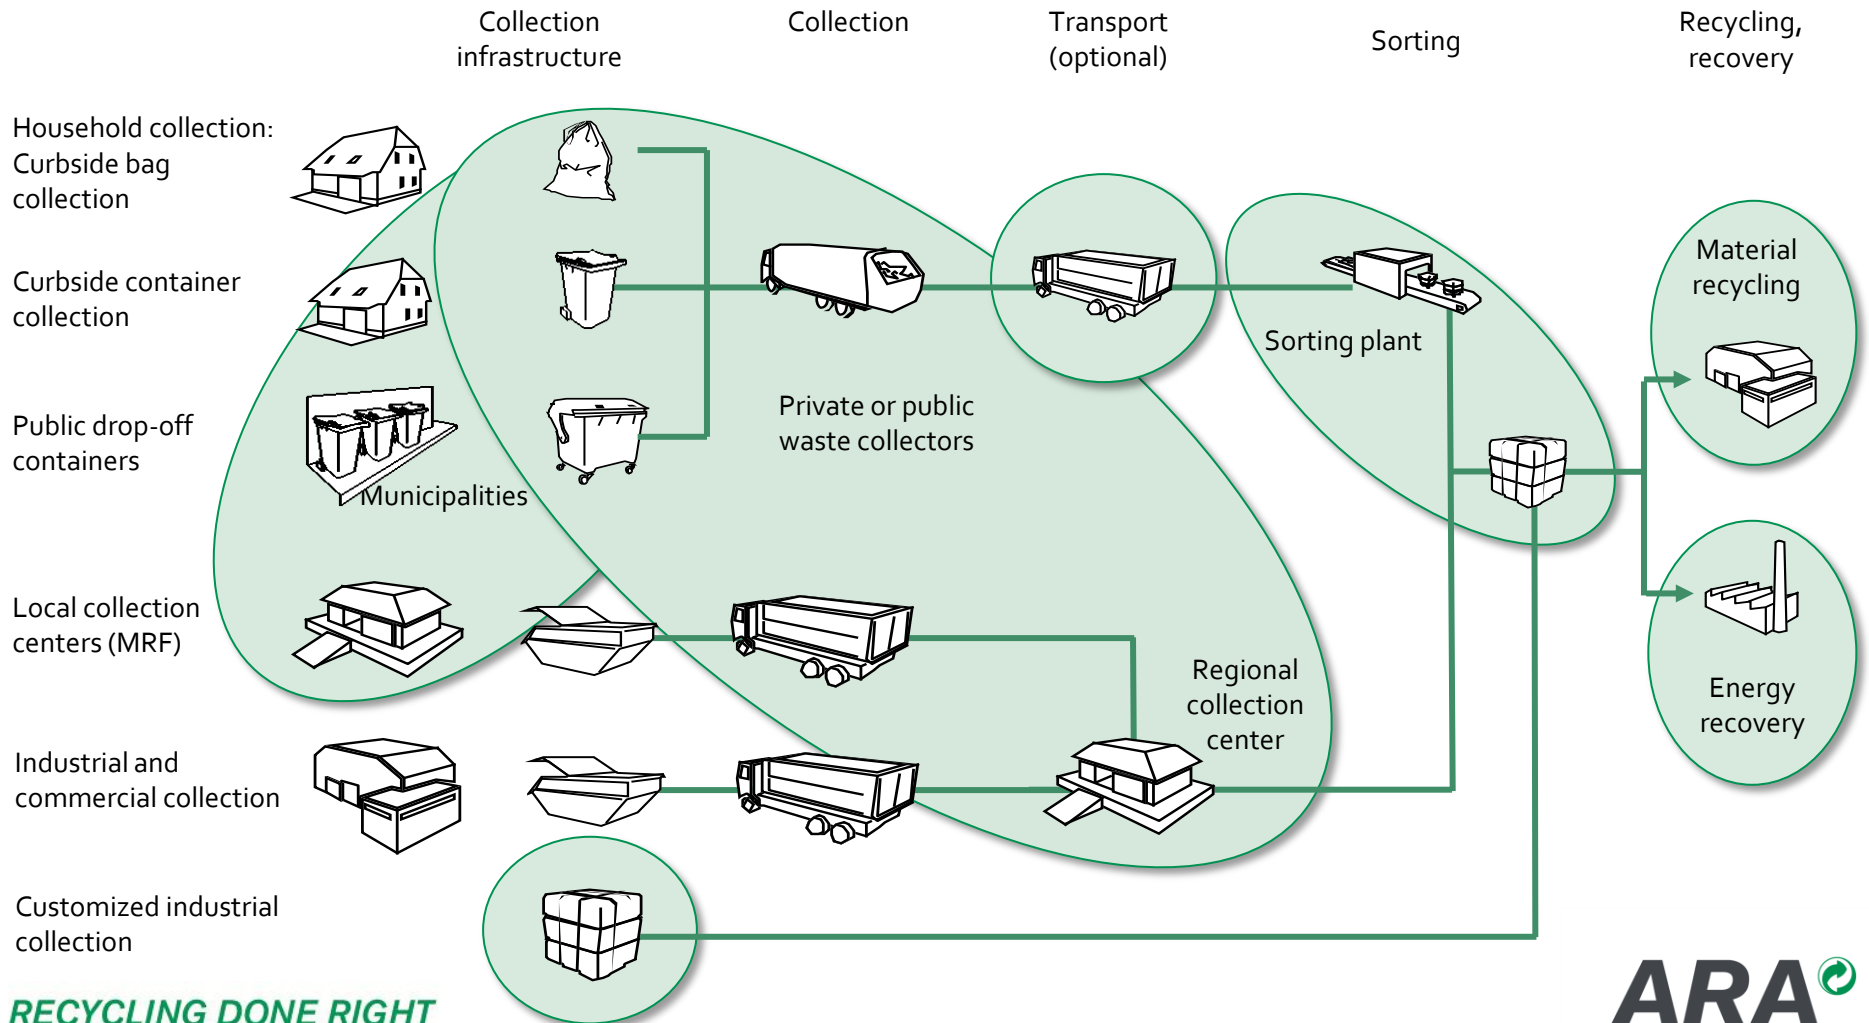 Collection
infrastructure
Collection
Transport
(optional)
Sorting
Recycling,
recovery
Household collection:
Curbside bag
collection
Curbside container
collection
Public drop-off
containers
Municipalities
Local collection
centers (MRF)
Industrial and
commercial collection
Customized industrial
collection
Private or public
waste collectors
Regional
collection
center
Sorting plant
Material
recycling
Energy
recovery
RECYCLING DONE RIGHT
ARA